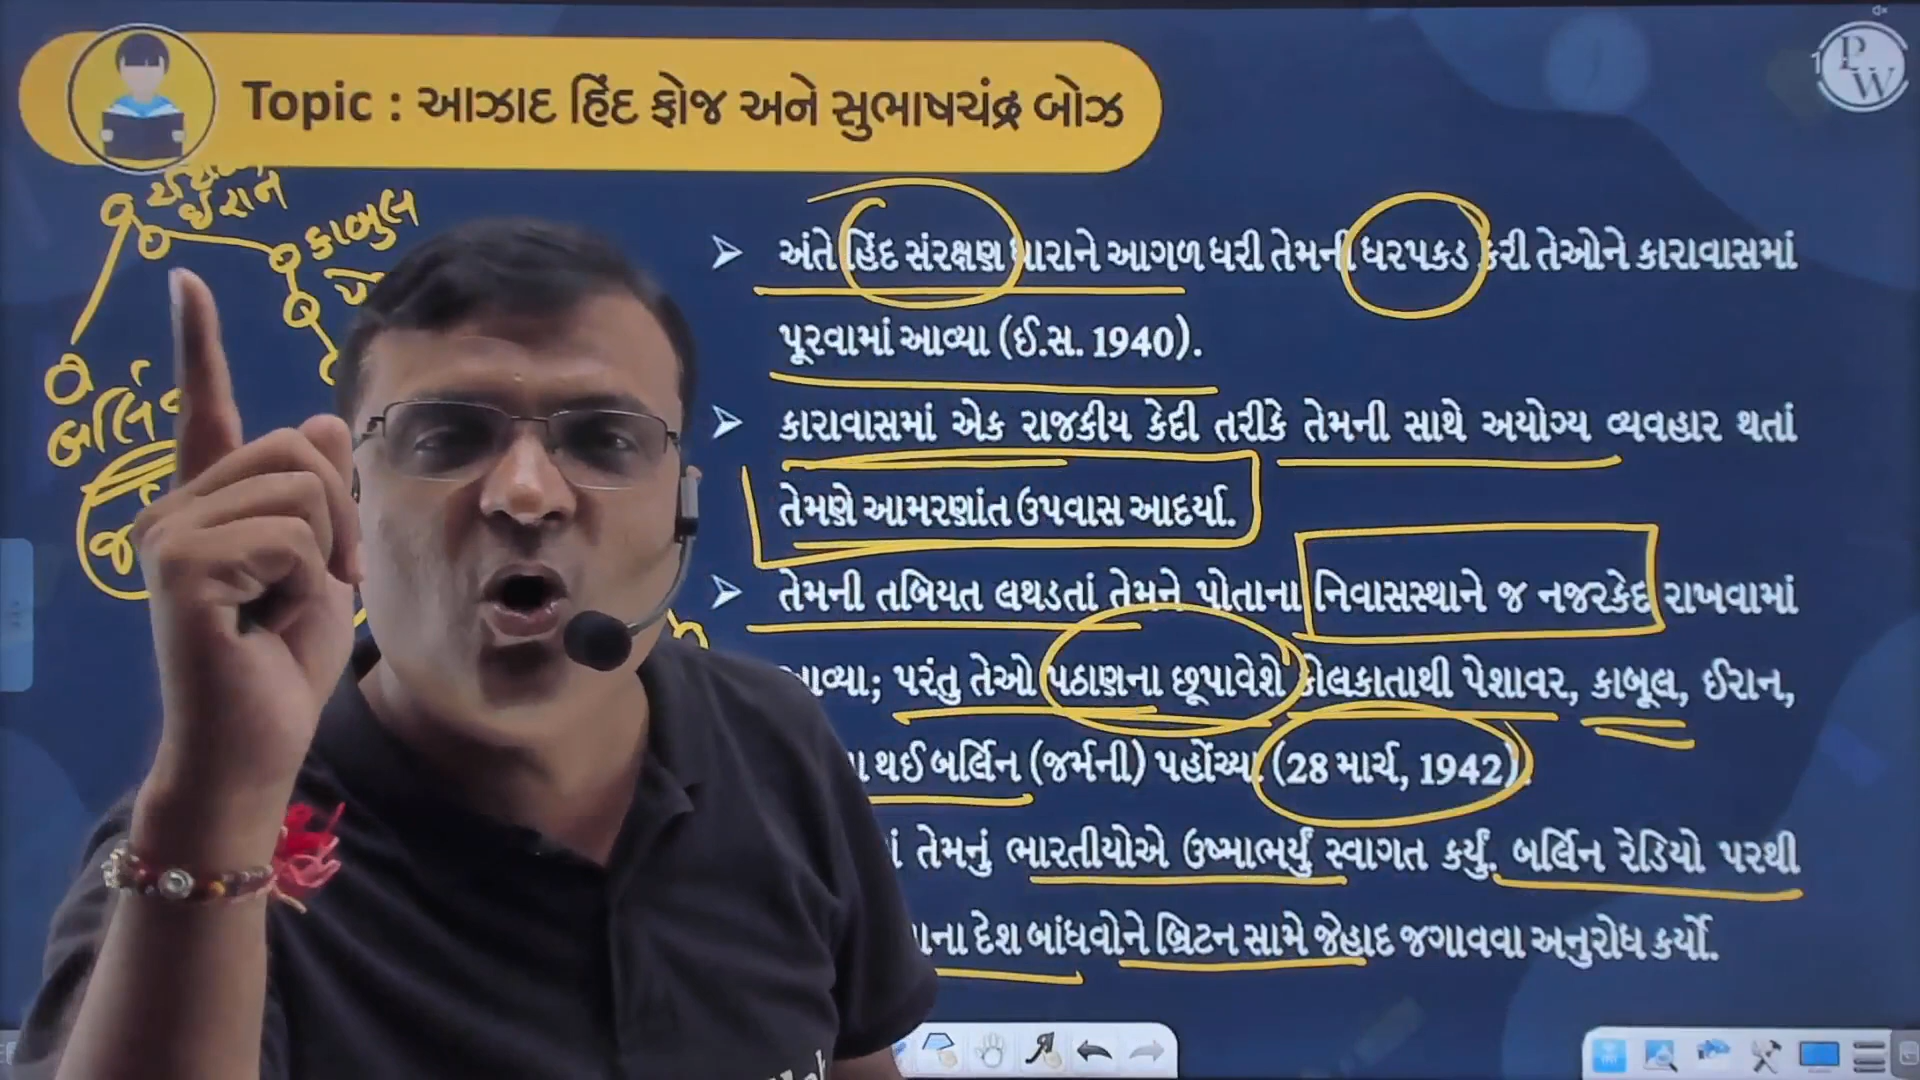 Topic : આઝાદ હિંદ ફોજ અને સુભાષચંદ્ર બોઝ
PW
ઈરાન
કાબુલ
બર્લિન
અંતે હિંદ સંરક્ષણ ધારાને આગળ ધરી તેમની ધરપકડ કરી તેઓને કારાવાસમાં
પૂરવામાં આવ્યા (ઈ.સ. 1940).
કારાવાસમાં એક રાજકીય કેદી તરીકે તેમની સાથે અયોગ્ય વ્યવહાર થતાં
તેમણે આમરણાંત ઉપવાસ આદર્યા.
તેમની તબિયત લથડતાં તેમને પોતાના નિવાસસ્થાને જ નજરકેદ રાખવામાં
આવ્યા; પરંતુ તેઓ પઠાણના છૂપાવેશે કોલકાતાથી પેશાવર, કાબૂલ, ઈરાન,
થઈ બર્લિન (જર્મની) પહોંચ્યા (28 માર્ચ, 1942).
તેમનું ભારતીયોએ ઉષ્માભર્યું સ્વાગત કર્યું. બર્લિન રેડિયો પરથી
દેશ બાંધવોને બ્રિટન સામે જેહાદ જગાવવા અનુરોધ કર્યો.